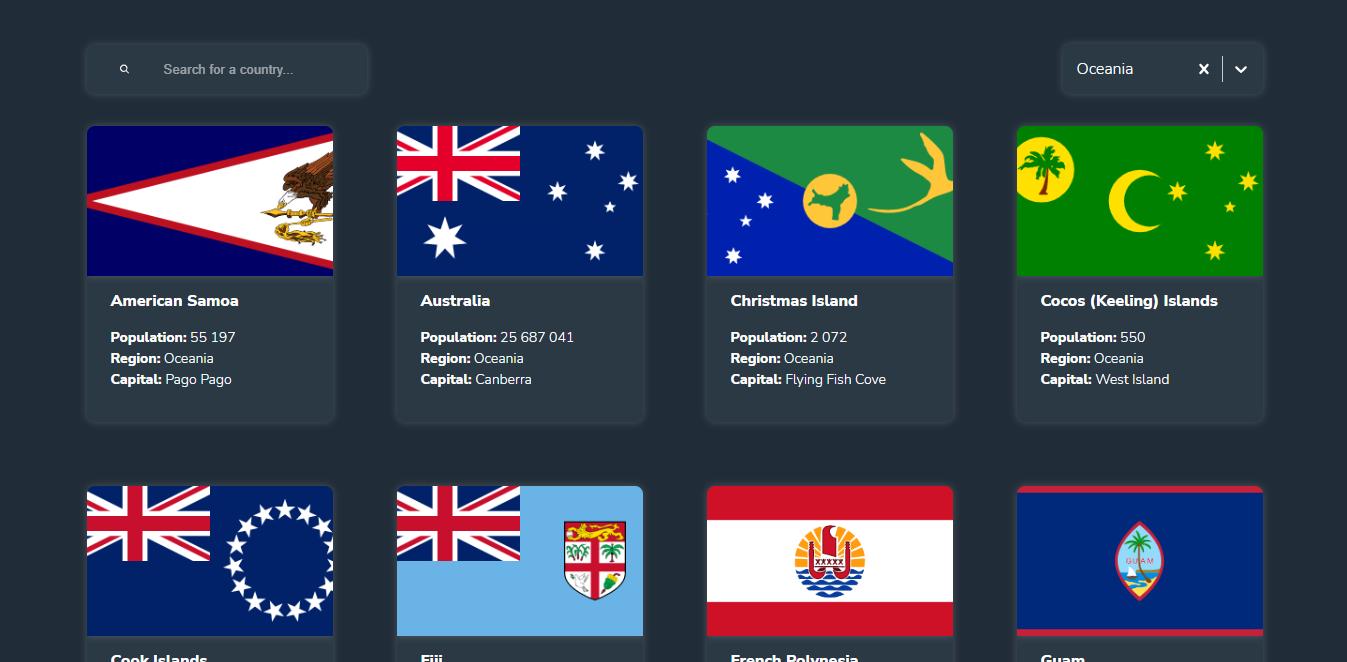 Search for a country...
Oceania
American Samoa
Population: 55 197
Region: Oceania
Capital: Pago Pago
Australia
Population: 25 687 041
Region: Oceania
Capital: Canberra
Christmas Island
Population: 2 072
Region: Oceania
Capital: Flying Fish Cove
Cocos (Keeling) Islands
Population: 550
Region: Oceania
Capital: West Island
GUAM
Cook Islands
Fiji
French Polynesia
Guam